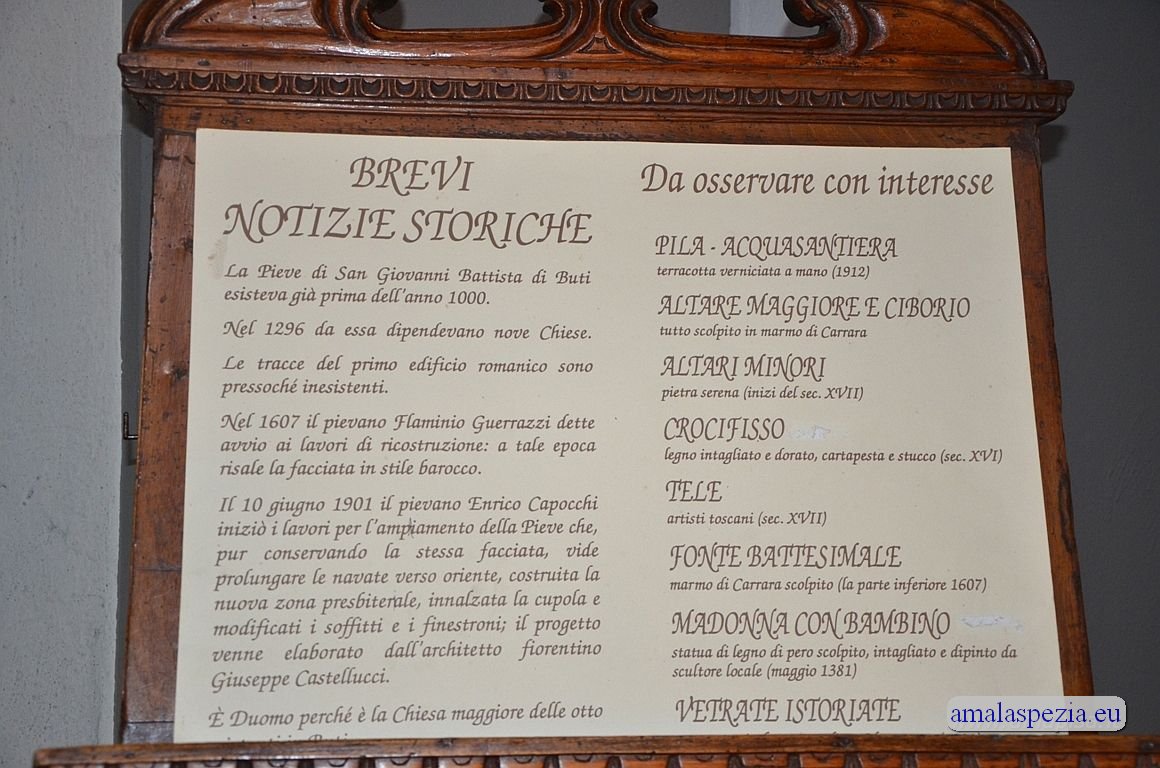 BREVI
NOTIZIE STORICHE
La Pieve di San Giovanni Battista di Buti
esisteva già prima dell'anno 1000.
Nel 1296 da essa dipendevano nove Chiese.
Le tracce del primo edificio romanico sono
pressoché inesistenti.
Nel 1607 il pievano Flaminio Guerrazzi dette
avvio ai lavori di ricostruzione: a tale epoca
risale la facciata in stile barocco.
Il 10 giugno 1901 il pievano Enrico Capocchi
iniziò i lavori per l'ampiamento della Pieve che,
pur conservando la stessa facciata, vide
prolungare le navate verso oriente, costruita la
nuova zona presbiterale, innalzata la cupola e
modificati i soffitti e i finestroni; il progetto
venne elaborato dall'architetto fiorentino
Giuseppe Castellucci.
È Duomo perché è la Chiesa maggiore delle otto
Da osservare con interesse
PILA - ACQUASANTIERA
terracotta verniciata a mano (1912)
ALTARE MAGGIORE E CIBORIO
tutto scolpito in marmo di Carrara
ALTARI MINORI
pietra serena (inizi del sec. XVII)
CROCIFISSO
legno intagliato e dorato, cartapesta e stucco (sec. XVI)
TELE
artisti toscani (sec. XVII)
FONTE BATTESIMALE
marmo di Carrara scolpito (la parte inferiore 1607)
MADONNA CON BAMBINO
statua di legno di pero scolpito, intagliato e dipinto da
scultore locale (maggio 1381)
VETRATE ISTORIATE
amalaspezia.eu